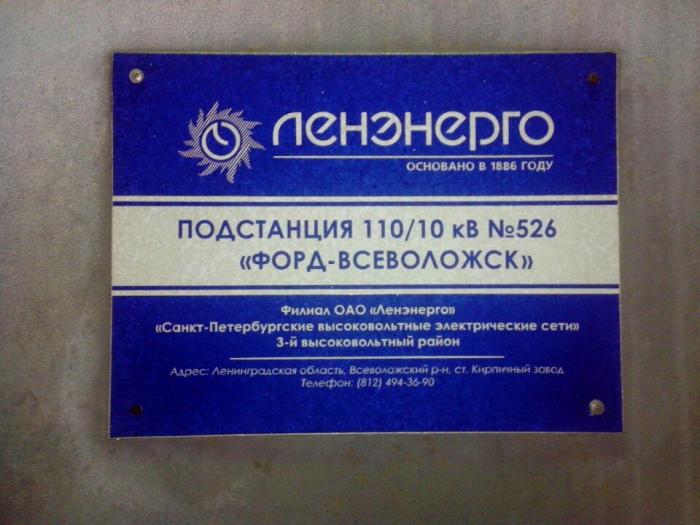 ленэнерго
ОСНОВАНО В 1886 ГОДУ
ПОДСТАНЦИЯ 110/10 кВ №526
«ФОРД-ВСЕВОЛОЖСК»
Филиал ОАО «Ленэнерго»
«Санкт-Петербургские высоковольтные электрические сети»
3-й высоковольтный район
Адрес: Ленинградская область, Всеволожский р-н, ст. Кирпичный завод
Телефон: (812) 494-36-90